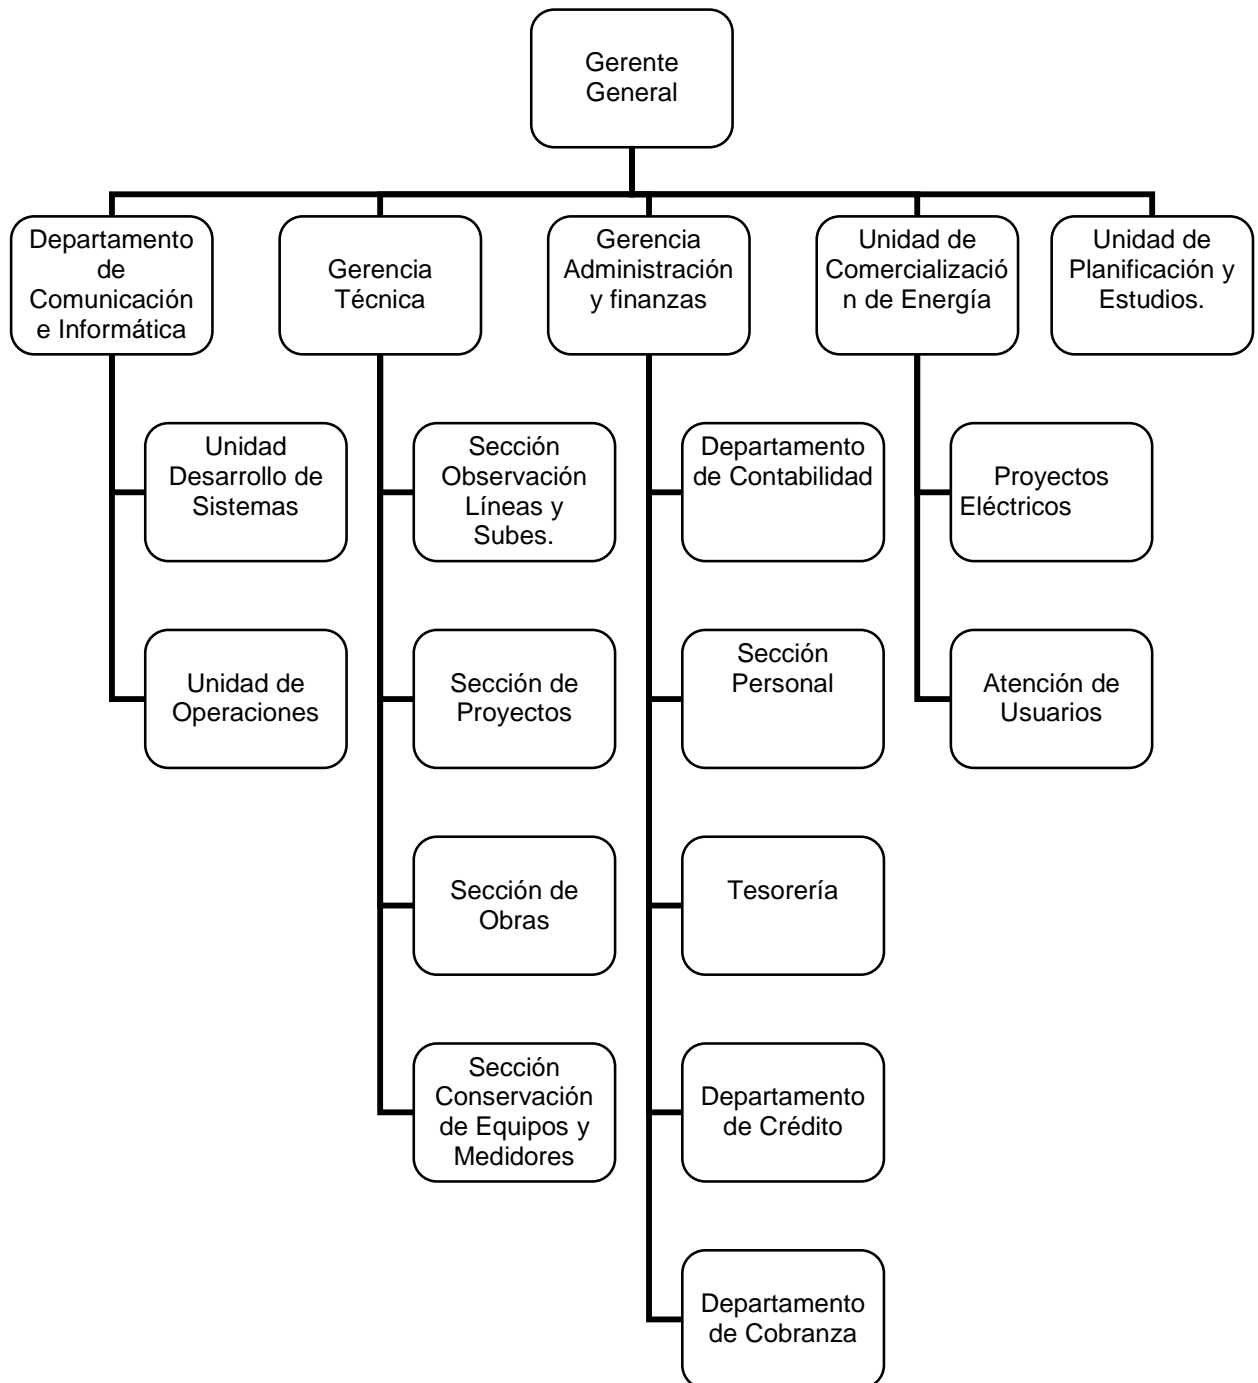 Gerente
General
Departamento
de
Comunicación
e Informática
Gerencia
Técnica
Gerencia
Administración
y finanzas
Unidad de
Comercializació
n de Energía
Unidad de
Planificación y
Estudios.
Unidad
Desarrollo de
Sistemas
Sección
Observación
Líneas y
Subes.
Departamento
de Contabilidad
Proyectos
Eléctricos
Unidad de
Operaciones
Sección de
Proyectos
Sección
Personal
Atención de
Usuarios
Sección de
Obras
Tesorería
Sección
Conservación
de Equipos y
Medidores
Departamento
de Crédito
Departamento
de Cobranza